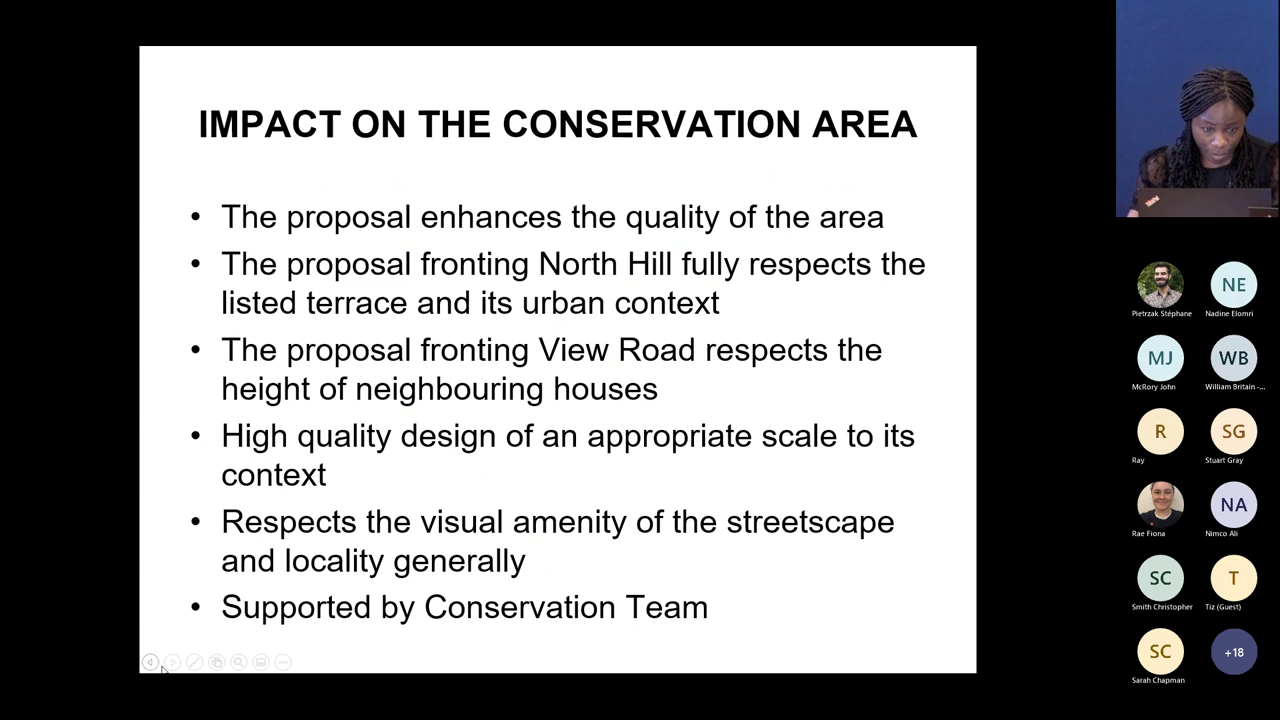 IMPACT ON THE CONSERVATION AREA
• The proposal enhances the quality of the area
• The proposal fronting North Hill fully respects the
listed terrace and its urban context
• The proposal fronting View Road respects the
height of neighbouring houses
• High quality design of an appropriate scale to its
context
• Respects the visual amenity of the streetscape
and locality generally
• Supported by Conservation Team
NE
Pietrzak Stéphane
Nadine Elomri
MJ
WB
McRory John
William Britain -...
R
SG
Ray
Stuart Gray
NA
Rae Fiona
Nimco Ali
SC
T
Smith Christopher
Tiz (Guest)
SC
+18
Sarah Chapman